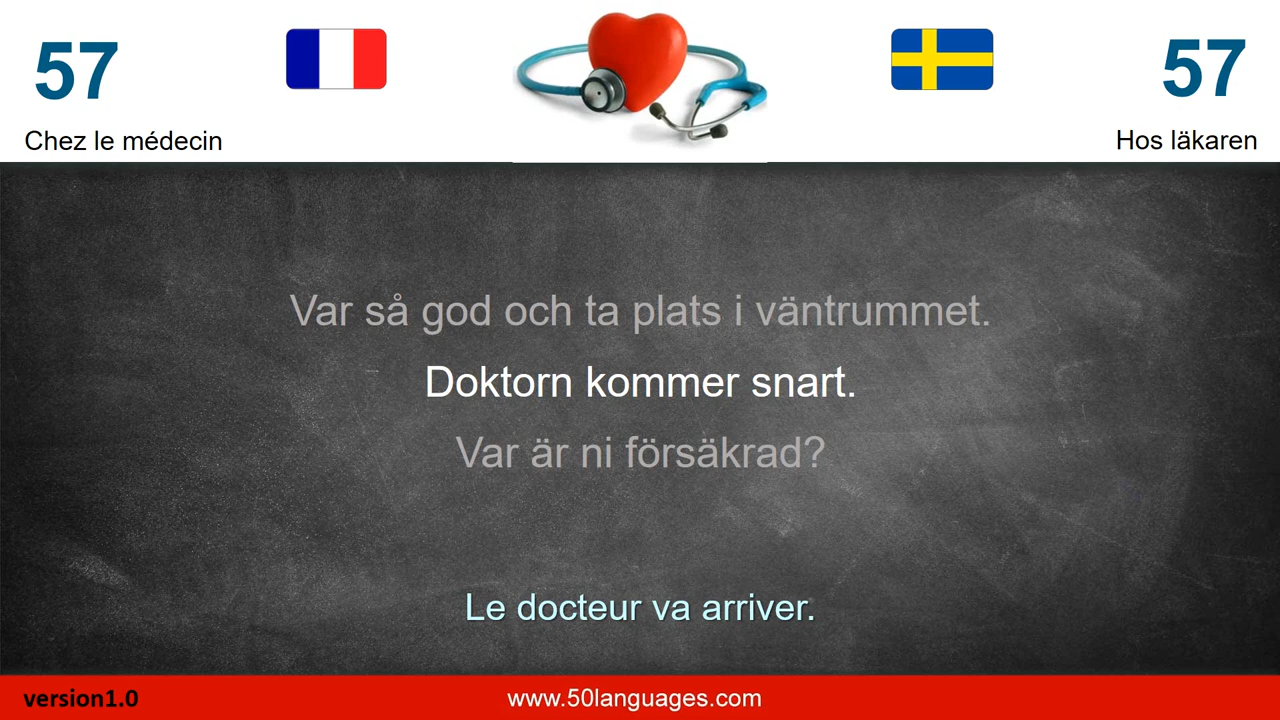 57
57
Chez le médecin
Hos läkaren
Var så god och ta plats i väntrummet.
Doktorn kommer snart.
Var är ni försäkrad?
Le docteur va arriver.
version1.0
www.50languages.com